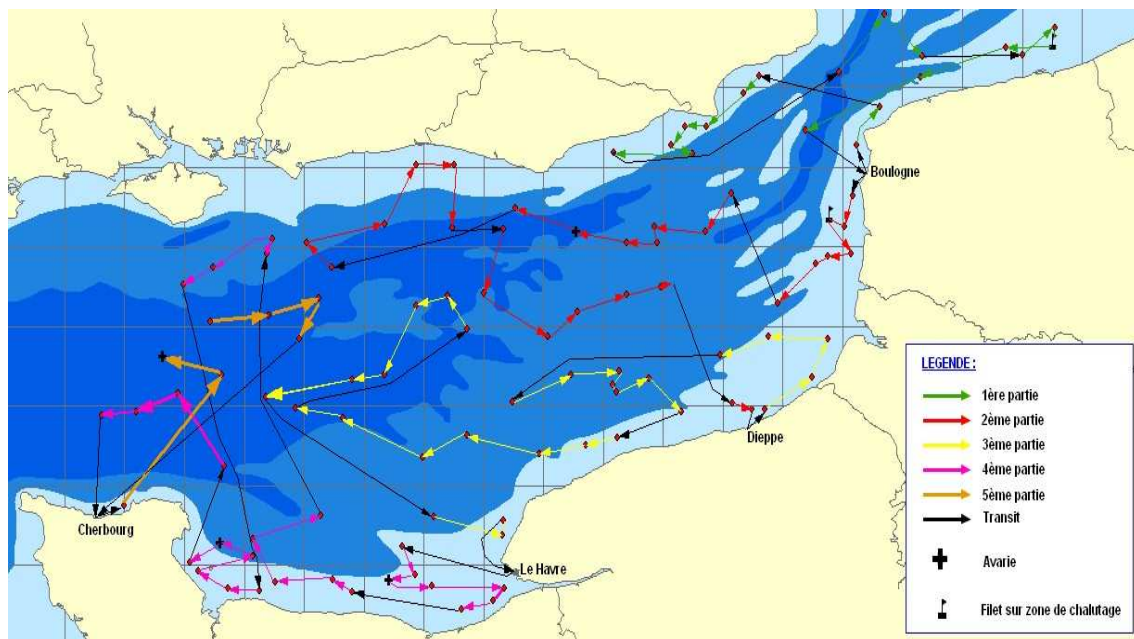 Boulogne
Dieppe
Cherbourg
Le Havre
LEGENDE :
1ère partie
2ème partie
3ème partie
4ème partie
5ème partie
Transit
Avarie
Filet sur zone de chalutage